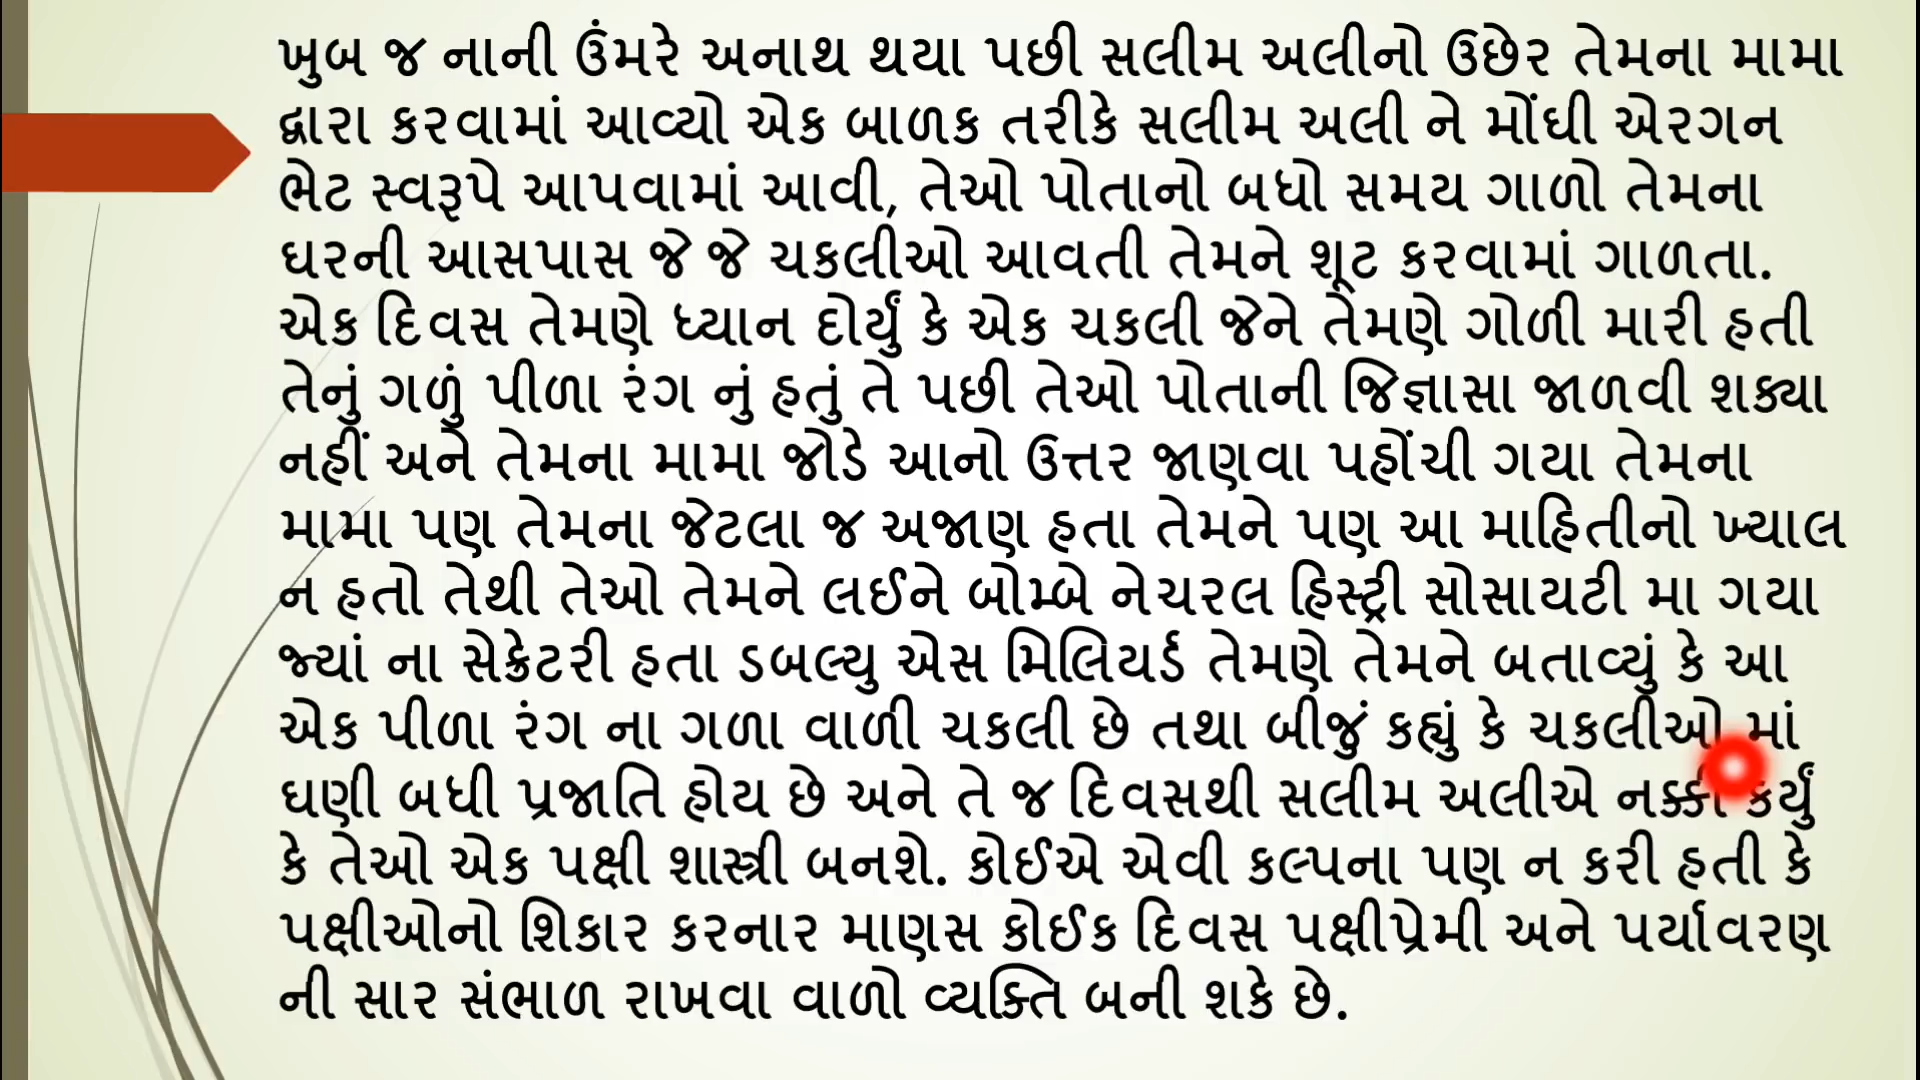 ખુબ જ નાની ઉંમરે અનાથ થયા પછી સલીમ અલીનો ઉછેર તેમના મામા
દ્વારા કરવામાં આવ્યો એક બાળક તરીકે સલીમ અલી ને મોંઘી એરગન
ભેટ સ્વરૂપે આપવામાં આવી, તેઓ પોતાનો બધો સમય ગાળો તેમના
ઘરની આસપાસ જે જે ચકલીઓ આવતી તેમને શૂટ કરવામાં ગાળતા.
એક દિવસ તેમણે ધ્યાન દોર્યું કે એક ચકલી જેને તેમણે ગોળી મારી હતી
તેનું ગળું પીળા રંગ નું હતું તે પછી તેઓ પોતાની જિજ્ઞાસા જાળવી શક્યા
નહીં અને તેમના મામા જોડે આનો ઉત્તર જાણવા પહોંચી ગયા તેમના
મામા પણ તેમના જેટલા જ અજાણ હતા તેમને પણ આ માહિતીનો ખ્યાલ
ન હતો તેથી તેઓ તેમને લઈને બોમ્બે નેચરલ હિસ્ટ્રી સોસાયટી મા ગયા
જ્યાં ના સેક્રેટરી હતા ડબલ્યુ એસ મિલિયર્ડ તેમણે તેમને બતાવ્યું કે આ
એક પીળા રંગ ના ગળા વાળી ચકલી છે તથા બીજું કહ્યું કે ચકલીઓ માં
ઘણી બધી પ્રજાતિ હોય છે અને તે જ દિવસથી સલીમ અલીએ નક્કી કર્યું
કે તેઓ એક પક્ષી શાસ્ત્રી બનશે. કોઈએ એવી કલ્પના પણ ન કરી હતી કે
પક્ષીઓનો શિકાર કરનાર માણસ કોઈક દિવસ પક્ષીપ્રેમી અને પર્યાવરણ
ની સાર સંભાળ રાખવા વાળો વ્યક્તિ બની શકે છે.